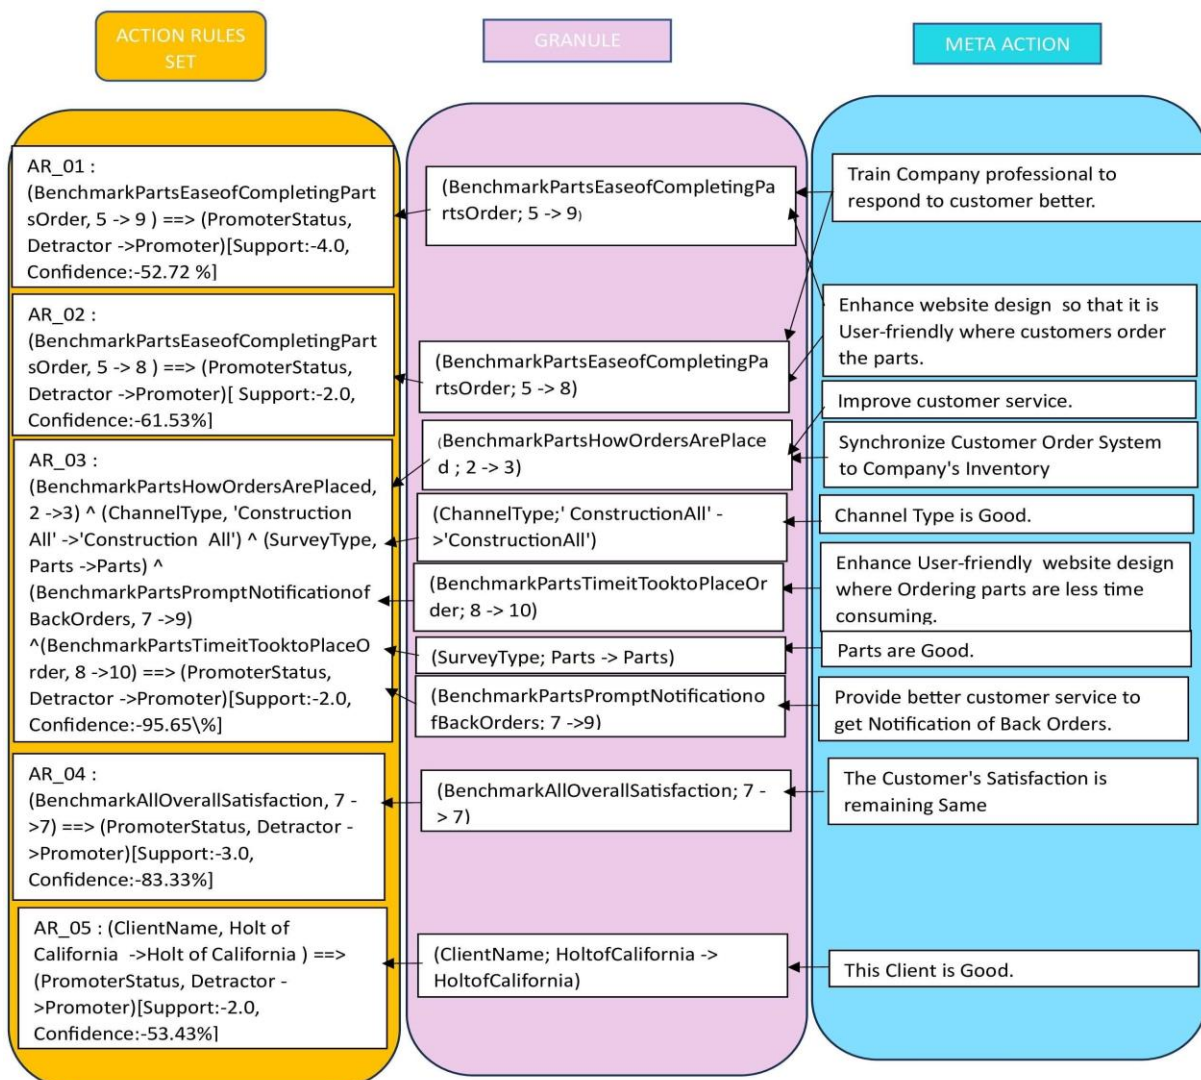 ACTION RULES
SET
GRANULE
META ACTION
AR_01 :
(BenchmarkPartsEaseofCompletingPart
sOrder, 5 -> 9 ) ==> (PromoterStatus,
Detractor ->Promoter)[Support:-4.0,
Confidence:-52.72 %]
AR_02 :
(BenchmarkPartsEaseofCompletingPart
sOrder, 5 -> 8 ) ==> (PromoterStatus,
Detractor ->Promoter)[ Support:-2.0,
Confidence:-61.53%]
AR_03 :
(BenchmarkPartsHowOrdersArePlaced,
2 ->3) ^ (ChannelType, 'Construction
All' ->'Construction All') ^ (SurveyType,
Parts ->Parts) ^
(BenchmarkPartsPromptNotificationof
BackOrders, 7 ->9)
^(BenchmarkPartsTimeitTooktoPlaceO
rder, 8 ->10) ==> (PromoterStatus,
Detractor ->Promoter)[Support:-2.0,
Confidence:-95.65\%]
AR_04 :
(BenchmarkAllOverallSatisfaction, 7 -
>7) ==> (PromoterStatus, Detractor -
>Promoter)[Support:-3.0,
Confidence:-83.33%]
AR_05 : (ClientName, Holt of
California ->Holt of California ) ==>
(PromoterStatus, Detractor -
>Promoter)[Support:-2.0,
Confidence:-53.43%]
(BenchmarkPartsEaseofCompletingPa
rtsOrder; 5 -> 9)
(BenchmarkPartsEaseofCompletingPa
rtsOrder; 5 -> 8)
(BenchmarkPartsHowOrdersArePlace
d ; 2 -> 3)
(ChannelType;' ConstructionAll' -
>'ConstructionAll')
(BenchmarkPartsTimeitTooktoPlaceOr
der; 8 -> 10)
(SurveyType; Parts -> Parts)
(BenchmarkPartsPromptNotificationo
fBackOrders; 7 ->9)
(BenchmarkAllOverallSatisfaction; 7 -
> 7)
(ClientName; HoltofCalifornia ->
HoltofCalifornia)
Train Company professional to
respond to customer better.
Enhance website design so that it is
User-friendly where customers order
the parts.
Improve customer service.
Synchronize Customer Order System
to Company's Inventory
Channel Type is Good.
Enhance User-friendly website design
where Ordering parts are less time
consuming.
Parts are Good.
Provide better customer service to
get Notification of Back Orders.
The Customer's Satisfaction is
remaining Same
This Client is Good.